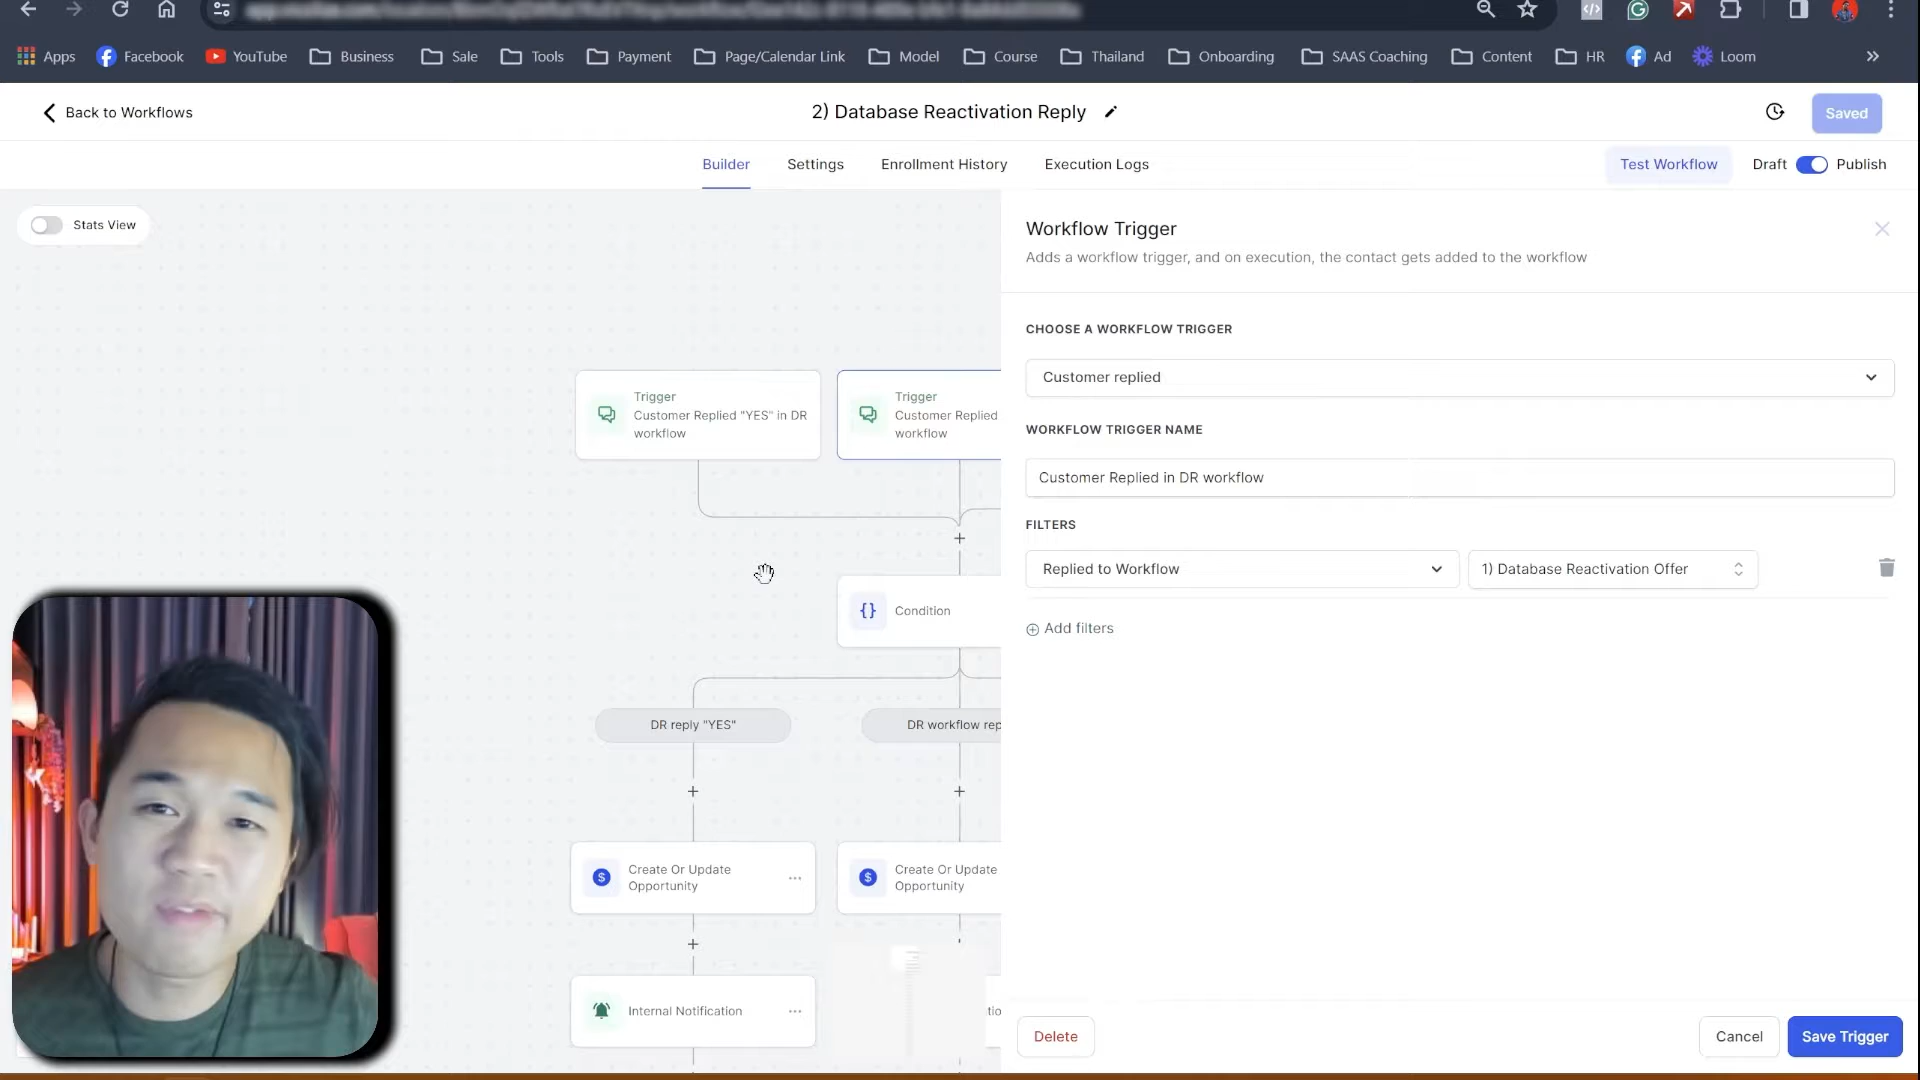 Apps
Facebook
YouTube
Business
Sale
Tools
Payment
Page/Calendar Link
Model
Course
Thailand
Onboarding
SAAS Coaching
Content
HR
Ad
Loom
Back to Workflows
2) Database Reactivation Reply
Saved
Builder
Settings
Enrollment History
Execution Logs
Test Workflow
Draft
Publish
Stats View
Trigger
Customer Replied "YES" in DR
workflow
Trigger
Customer Replied
workflow
Condition
DR reply "YES"
DR workflow rep
Create Or Update
Opportunity
Create Or Update
Opportunity
Internal Notification
Workflow Trigger
Adds a workflow trigger, and on execution, the contact gets added to the workflow
CHOOSE A WORKFLOW TRIGGER
Customer replied
WORKFLOW TRIGGER NAME
Customer Replied in DR workflow
FILTERS
Replied to Workflow
1) Database Reactivation Offer
Add filters
Delete
Cancel
Save Trigger